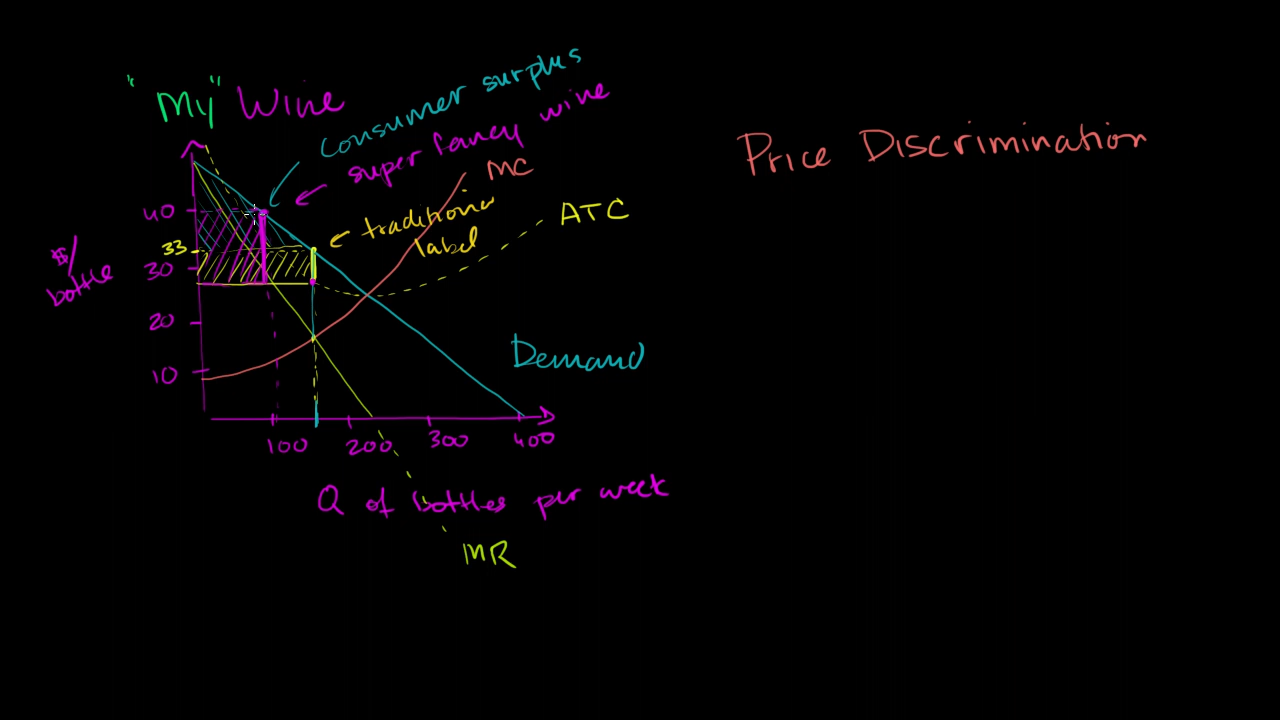 "My" Wine
consumer surplus
super fancy wine
MC
traditional
label
ATC
Price Discrimination
$/
bottle
40
33
30
20
10
Demand
100 200 300 400
Q of bottles per week
MR